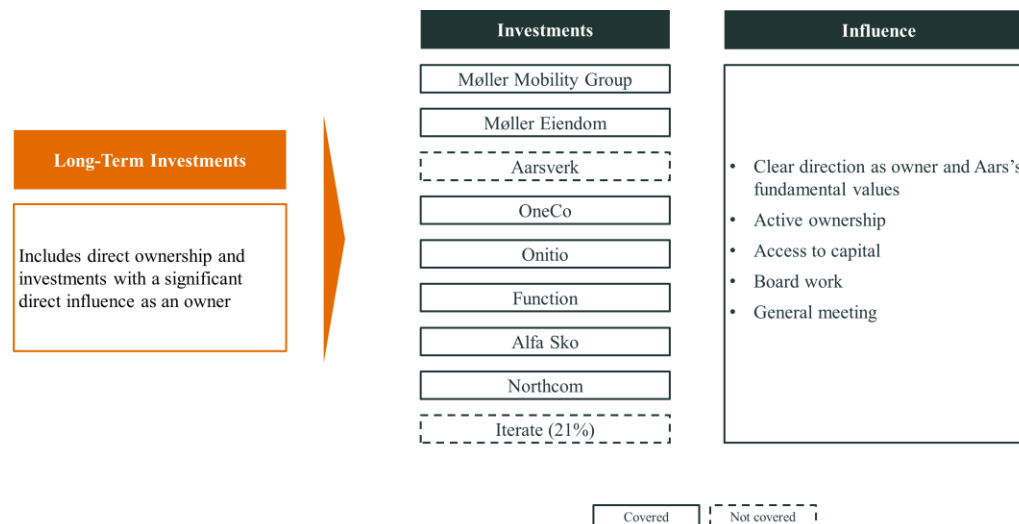 Investments
Influence
Long-Term Investments
Includes direct ownership and
investments with a significant
direct influence as an owner
Møller Mobility Group
Møller Eiendom
Aarsverk
OneCo
Onitio
Function
Alfa Sko
Northcom
Iterate (21%)
• Clear direction as owner and Aars's
fundamental values
• Active ownership
• Access to capital
• Board work
• General meeting
Covered
Not covered